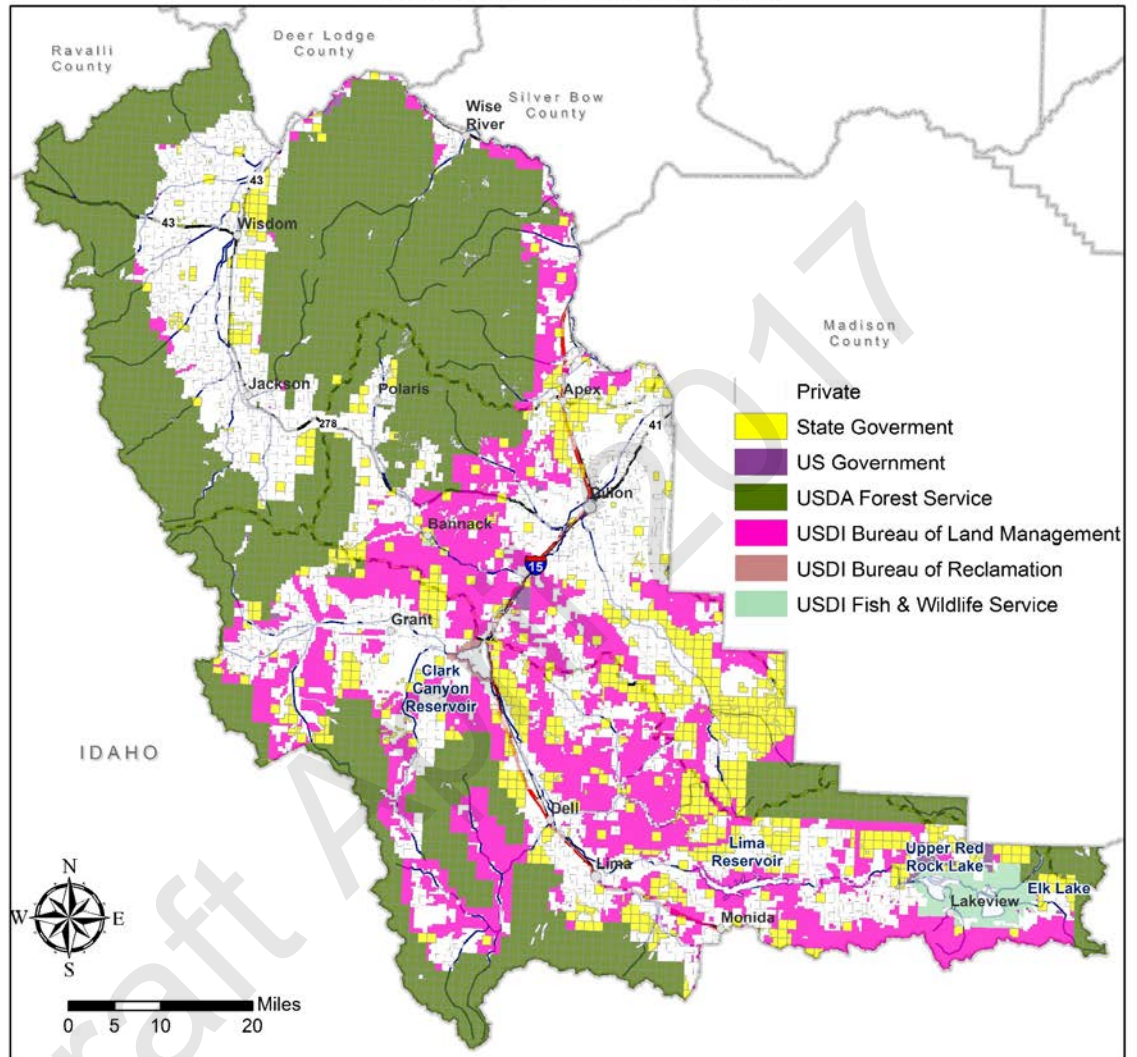 Ravalli
County
Deer Lodge
County
Silver Bow
County
Wise
River
43
43
Wisdom
Madison
County
Jackson
Polaris
Apex
278
41
Private
State Goverment
US Government
USDA Forest Service
USDI Bureau of Land Management
USDI Bureau of Reclamation
USDI Fish & Wildlife Service
Dillon
Bannack
15
Grant
Clark
Canyon
Reservoir
IDAHO
Dell
Lima
Lima
Reservoir
Upper Red
Rock Lake
Elk Lake
Lakeview
Monida
N
W
E
S
Miles
0 5 10 20
Draft April 2017